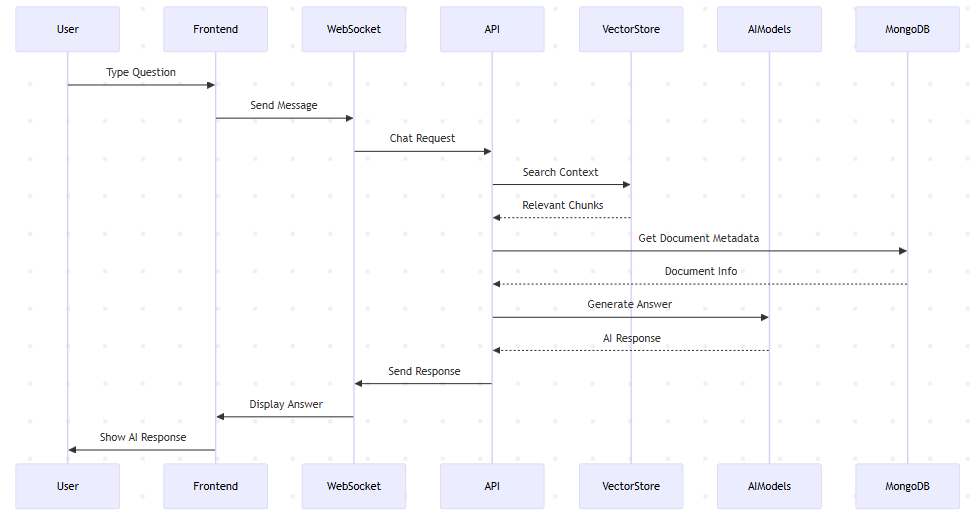 User Frontend WebSocket API VectorStore AIModels MongoDB
Type Question
Send Message
Chat Request
Search Context
Relevant Chunks
Get Document Metadata
Document Info
Generate Answer
AI Response
Send Response
Display Answer
Show AI Response
User Frontend WebSocket API VectorStore AIModels MongoDB